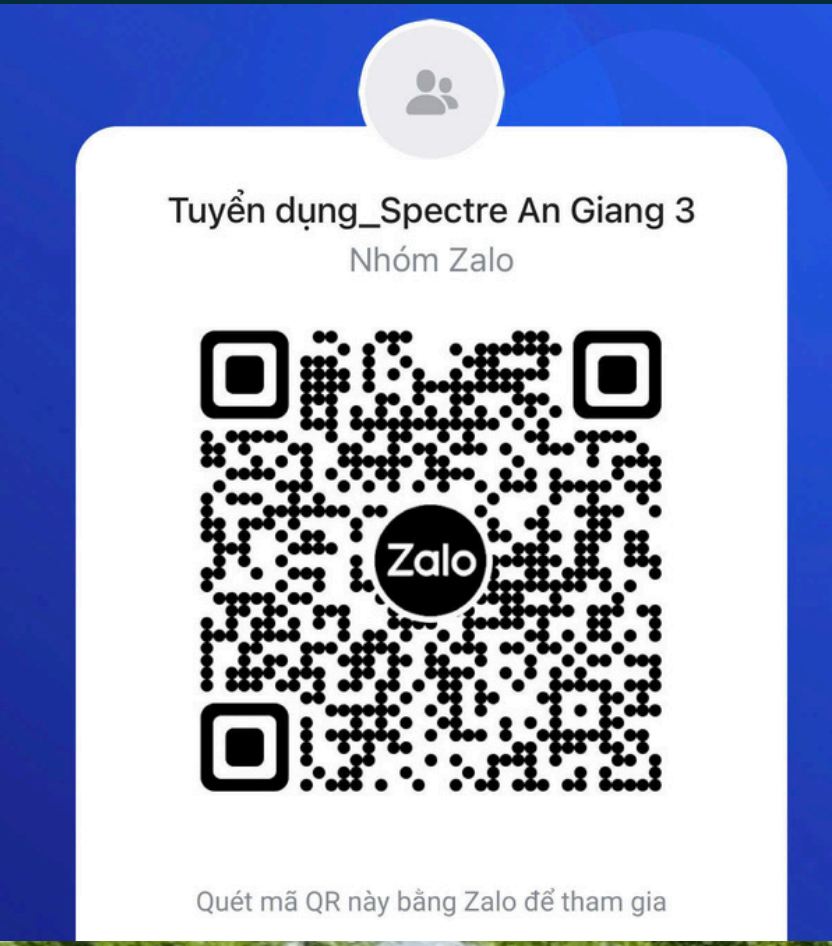 Tuyển dụng_Spectre An Giang 3
Nhóm Zalo
Zalo
Quét mã QR này bằng Zalo để tham gia